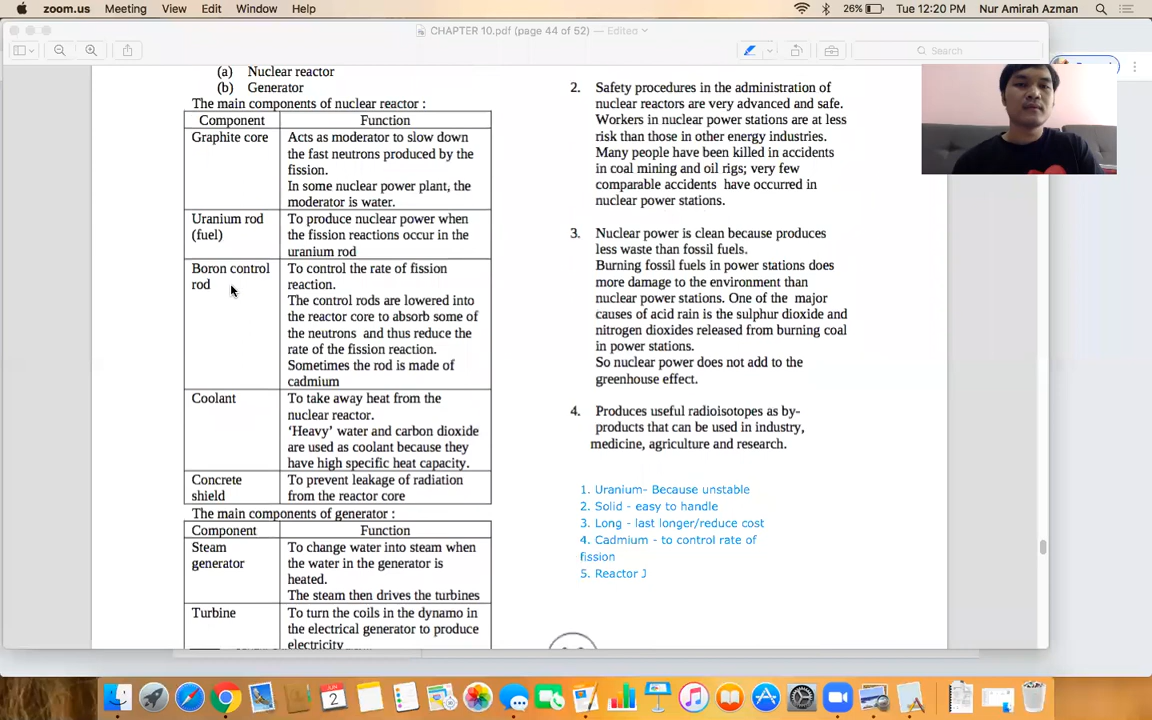 zoom.us Meeting View Edit Window Help 26% Tue 12:20 PM Nur Amirah Azman
CHAPTER 10.pdf (page 44 of 52) — Edited
Search
(a) Nuclear reactor
(b) Generator
The main components of nuclear reactor :
Component Function
Graphite core Acts as moderator to slow down
the fast neutrons produced by the
fission.
In some nuclear power plant, the
moderator is water.
Uranium rod To produce nuclear power when
(fuel) the fission reactions occur in the
uranium rod
Boron control To control the rate of fission
rod reaction.
The control rods are lowered into
the reactor core to absorb some of
the neutrons and thus reduce the
rate of the fission reaction.
Sometimes the rod is made of
cadmium
Coolant To take away heat from the
nuclear reactor.
‘Heavy’ water and carbon dioxide
are used as coolant because they
have high specific heat capacity.
Concrete To prevent leakage of radiation
shield from the reactor core
The main components of generator :
Component Function
Steam To change water into steam when
generator the water in the generator is
heated.
The steam then drives the turbines
Turbine To turn the coils in the dynamo in
the electrical generator to produce
electricity
2. Safety procedures in the administration of
nuclear reactors are very advanced and safe.
Workers in nuclear power stations are at less
risk than those in other energy industries.
Many people have been killed in accidents
in coal mining and oil rigs; very few
comparable accidents have occurred in
nuclear power stations.
3. Nuclear power is clean because produces
less waste than fossil fuels.
Burning fossil fuels in power stations does
more damage to the environment than
nuclear power stations. One of the major
causes of acid rain is the sulphur dioxide and
nitrogen dioxides released from burning coal
in power stations.
So nuclear power does not add to the
greenhouse effect.
4. Produces useful radioisotopes as by-
products that can be used in industry,
medicine, agriculture and research.
1. Uranium- Because unstable
2. Solid - easy to handle
3. Long - last longer/reduce cost
4. Cadmium - to control rate of
fission
5. Reactor J
2